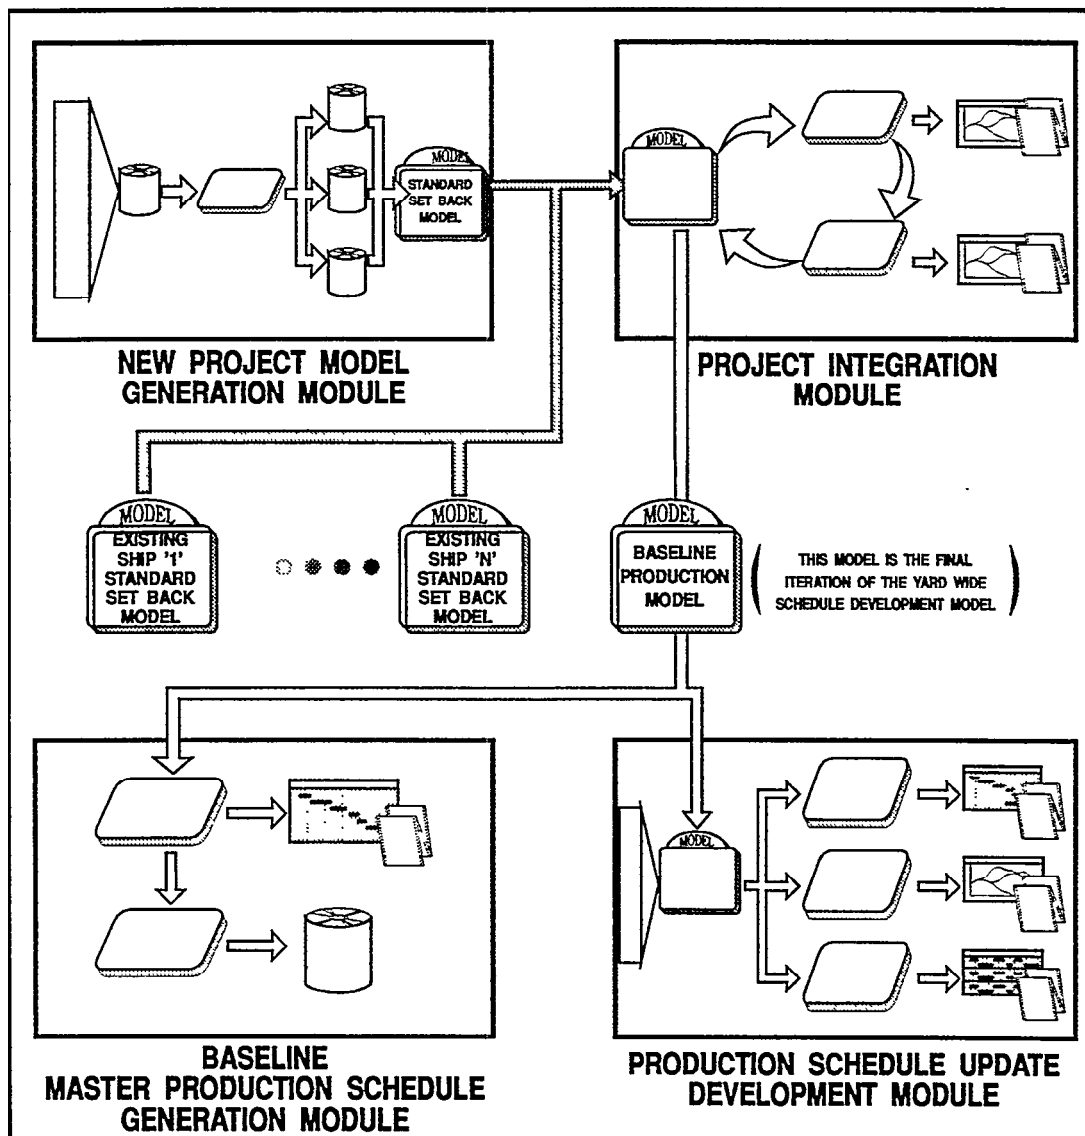 MODEL
STANDARD
SET BACK
MODEL
MODEL
NEW PROJECT MODEL
GENERATION MODULE
PROJECT INTEGRATION
MODULE
MODEL
EXISTING
SHIP '1'
STANDARD
SET BACK
MODEL
MODEL
EXISTING
SHIP 'N'
STANDARD
SET BACK
MODEL
MODEL
BASELINE
PRODUCTION
MODEL
( THIS MODEL IS THE FINAL
ITERATION OF THE YARD WIDE
SCHEDULE DEVELOPMENT MODEL )
MODEL
BASELINE
MASTER PRODUCTION SCHEDULE
GENERATION MODULE
PRODUCTION SCHEDULE UPDATE
DEVELOPMENT MODULE